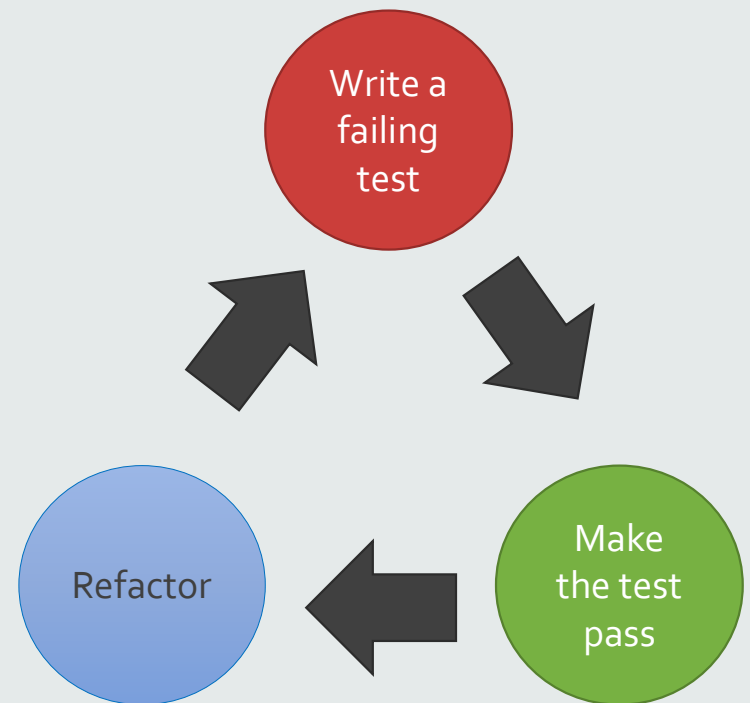 Write a
failing
test
Make
the test
pass
Refactor